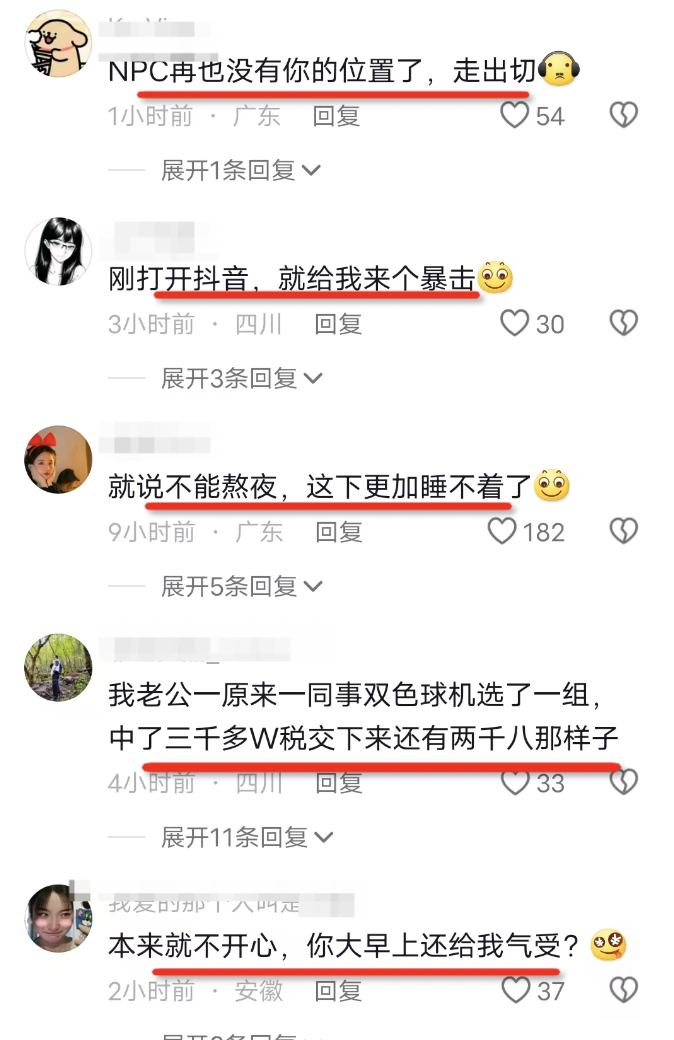 NPC再也没有你的位置了，走出切
1小时前 · 广东 回复 54
展开1条回复
刚打开抖音，就给我来个暴击
3小时前 · 四川 回复 30
展开3条回复
就说不能熬夜，这下更加睡不着了
9小时前 · 广东 回复 182
展开5条回复
我老公一原来一同事双色球机选了一组，
中了三千多W税交下来还有两千八那样子
4小时前 · 四川 回复 33
展开11条回复
我爱的那个人叫是
本来就不开心，你大早上还给我气受？
2小时前 · 安徽 回复 37